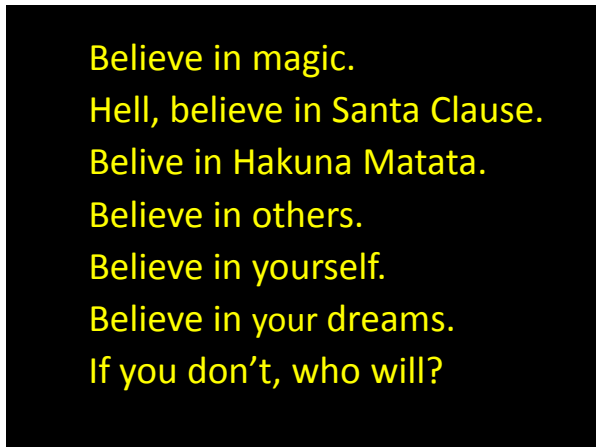 Believe in magic.
Hell, believe in Santa Clause.
Belive in Hakuna Matata.
Believe in others.
Believe in yourself.
Believe in your dreams.
If you don’t, who will?